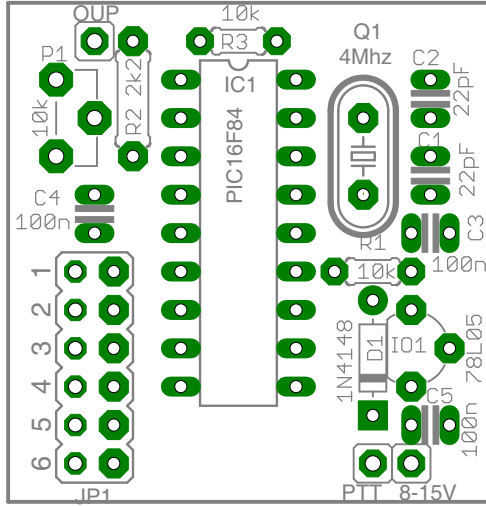 OUP
10k
P1
R3
Q1
4Mhz
C2
22pF
IC1
2k2
10k
R2
PIC16F84
C1
22pF
C4
100n
C3
100n
R1
10k
1
2
3
4
5
6
JP1
1N4148
D1
IO1
78L05
C5
100n
PTT
8-15V